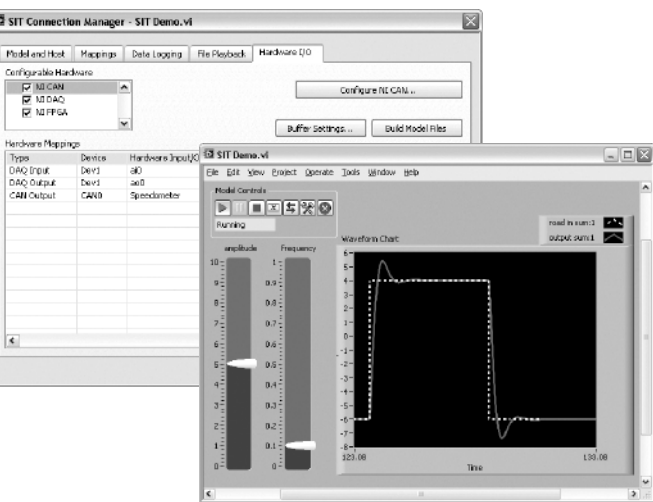 SIT Connection Manager - SIT Demo.vi
Model and Host Mappings Data Logging File Playback Hardware I/O
Configurable Hardware
NI CAN
NI DAQ
NI FPGA
Configure NI CAN...
Buffer Settings... Build Model Files
Hardware Mappings
Type Device Hardware Input/O
DAQ Input Dev1 ai0
DAQ Output Dev1 ao0
CAN Output CAN0 Speedometer
SIT Demo.vi
File Edit View Project Operate Tools Window Help
Model Controls
Running
road in sum:1
output sum:1
amplitude Frequency
10
9
8
7
6
5
4
3
2
1
0
1
0.9
0.8
0.7
0.6
0.5
0.4
0.3
0.2
0.1
0
Waveform Chart
6
5
4
3
2
1
0
-1
-2
-3
-4
-5
-6
-7
-8
123.08 133.08
Time